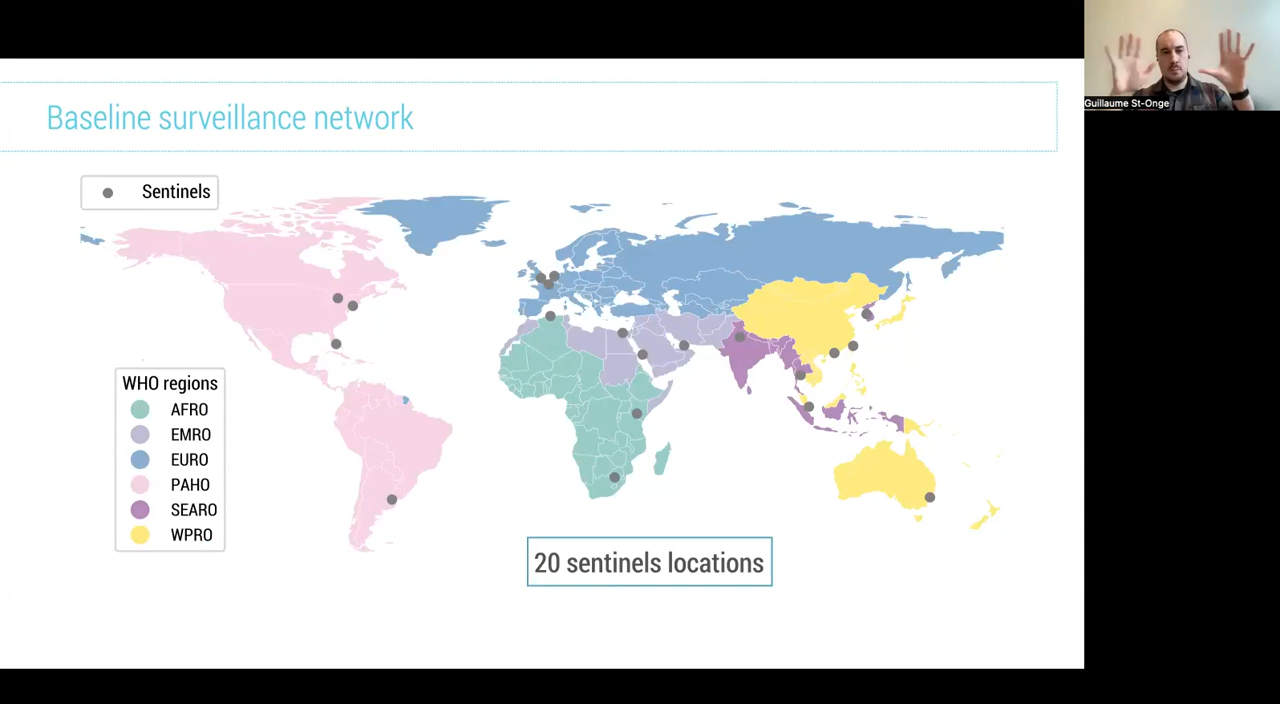 Guillaume St-Onge
Baseline surveillance network
Sentinels
WHO regions
AFRO
EMRO
EURO
PAHO
SEARO
WPRO
20 sentinels locations